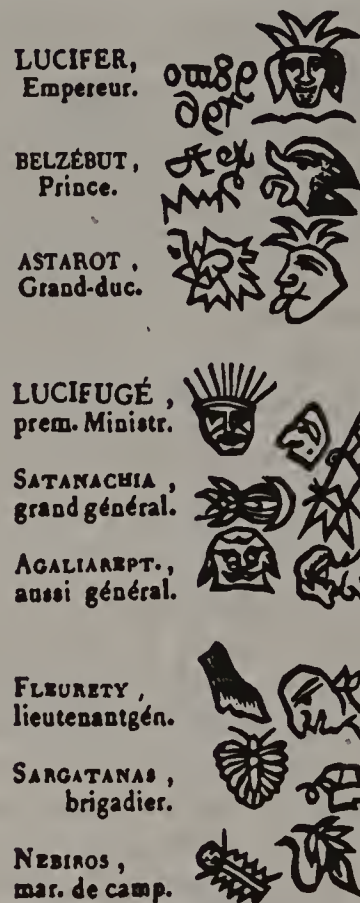 LUCIFER,
Empereur.
BELZÉBUT,
Prince.
ASTAROT,
Grand-duc.
LUCIFUGÉ,
prem. Ministr.
SATANACHIA,
grand général.
AGALIAREPT.,
aussi général.
FLEURETY,
lieutenantgén.
SARGATANAS,
brigadier.
NEBIROS,
mar. de camp.